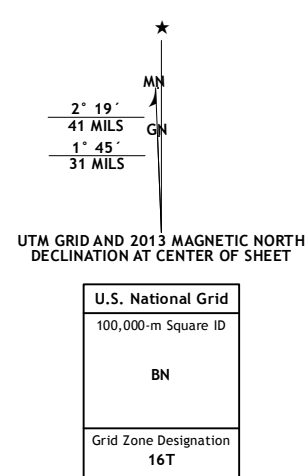 ★
MN
2° 19´
41 MILS
GN
1° 45´
31 MILS
UTM GRID AND 2013 MAGNETIC NORTH
DECLINATION AT CENTER OF SHEET
U.S. National Grid
100,000-m Square ID
BN
Grid Zone Designation
16T